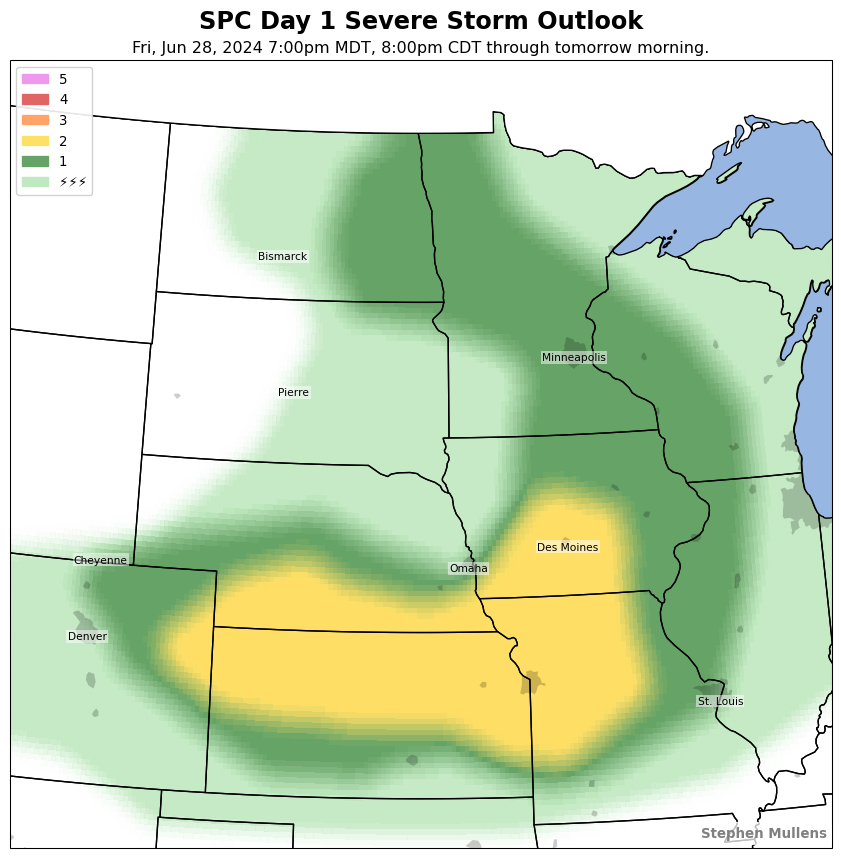 SPC Day 1 Severe Storm Outlook
Fri, Jun 28, 2024 7:00pm MDT, 8:00pm CDT through tomorrow morning.
5
4
3
2
1
⚡⚡⚡
Bismarck
Minneapolis
Pierre
Des Moines
Cheyenne
Omaha
Denver
St. Louis
Stephen Mullens